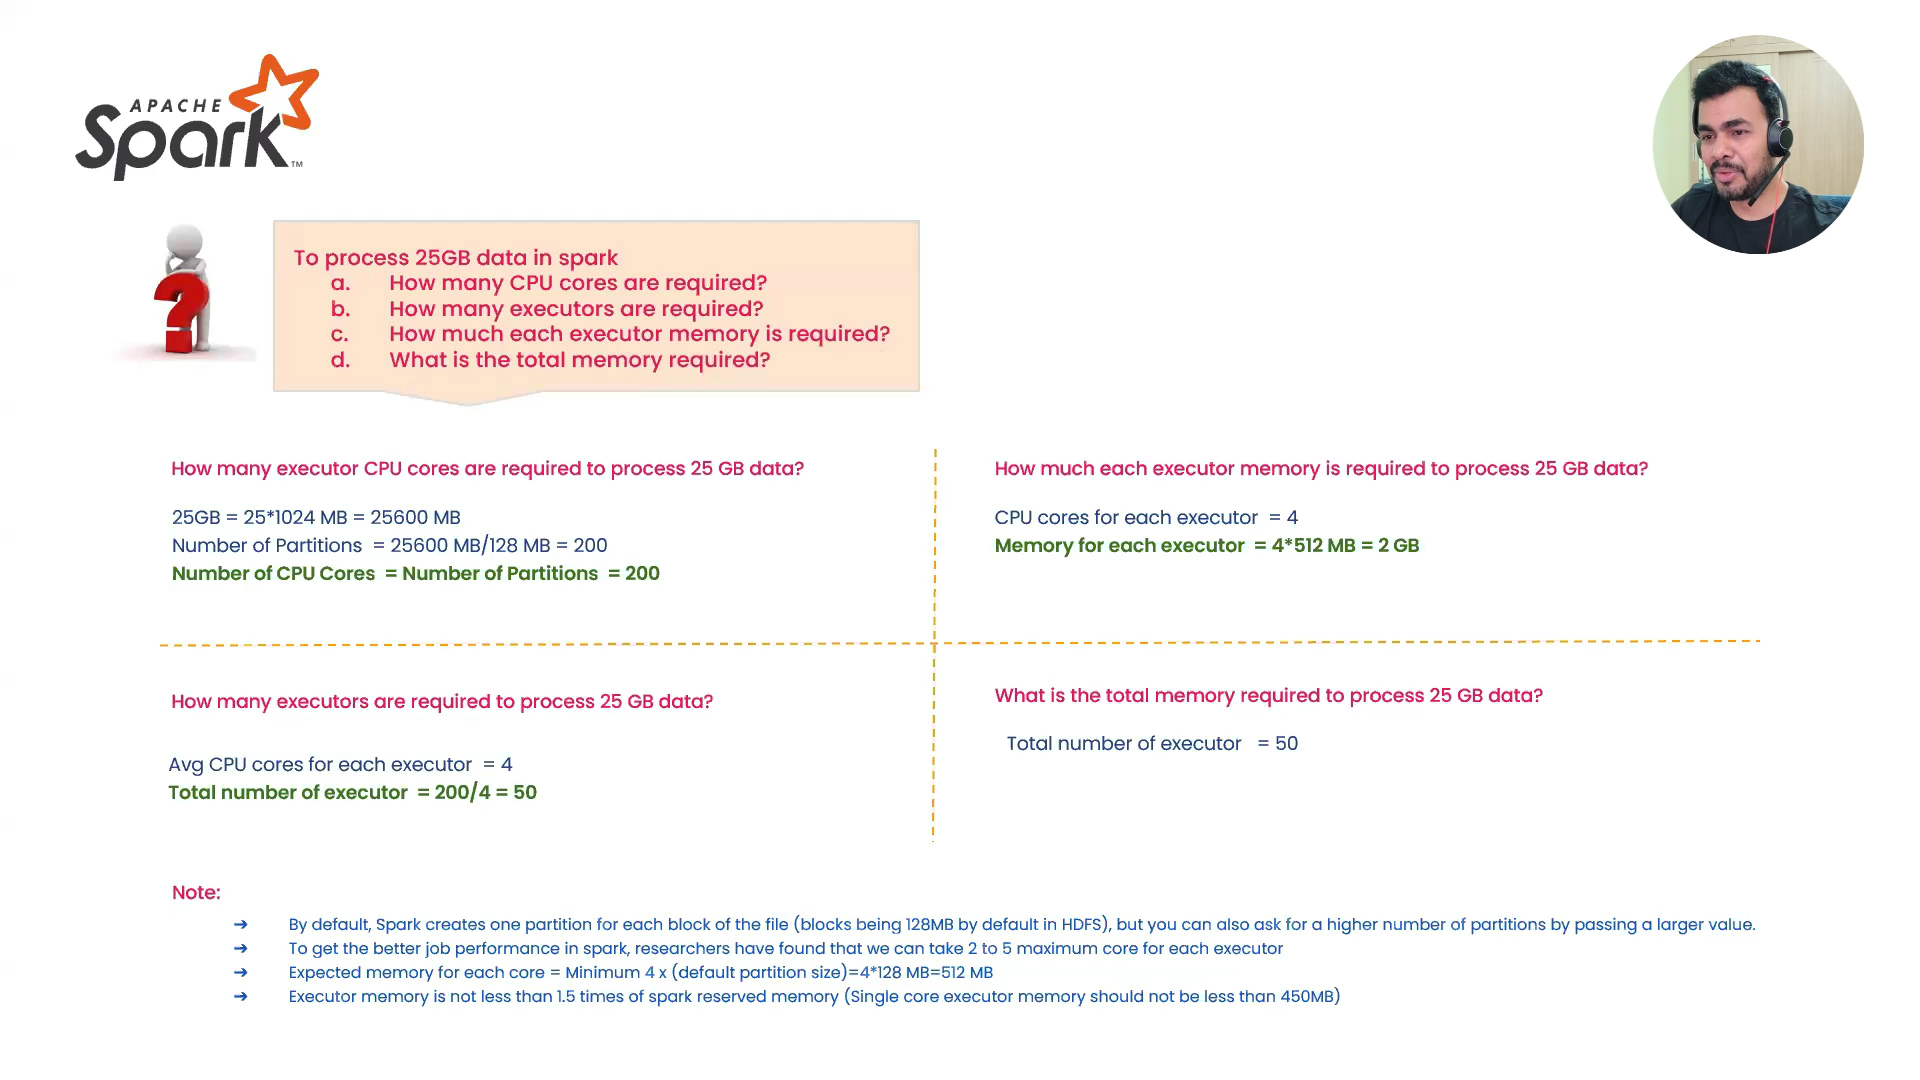 APACHE
Spark™
To process 25GB data in spark
a. How many CPU cores are required?
b. How many executors are required?
c. How much each executor memory is required?
d. What is the total memory required?
How many executor CPU cores are required to process 25 GB data?
25GB = 25*1024 MB = 25600 MB
Number of Partitions = 25600 MB/128 MB = 200
Number of CPU Cores = Number of Partitions = 200
How much each executor memory is required to process 25 GB data?
CPU cores for each executor = 4
Memory for each executor = 4*512 MB = 2 GB
How many executors are required to process 25 GB data?
Avg CPU cores for each executor = 4
Total number of executor = 200/4 = 50
What is the total memory required to process 25 GB data?
Total number of executor = 50
Note:
➔ By default, Spark creates one partition for each block of the file (blocks being 128MB by default in HDFS), but you can also ask for a higher number of partitions by passing a larger value.
➔ To get the better job performance in spark, researchers have found that we can take 2 to 5 maximum core for each executor
➔ Expected memory for each core = Minimum 4 x (default partition size)=4*128 MB=512 MB
➔ Executor memory is not less than 1.5 times of spark reserved memory (Single core executor memory should not be less than 450MB)